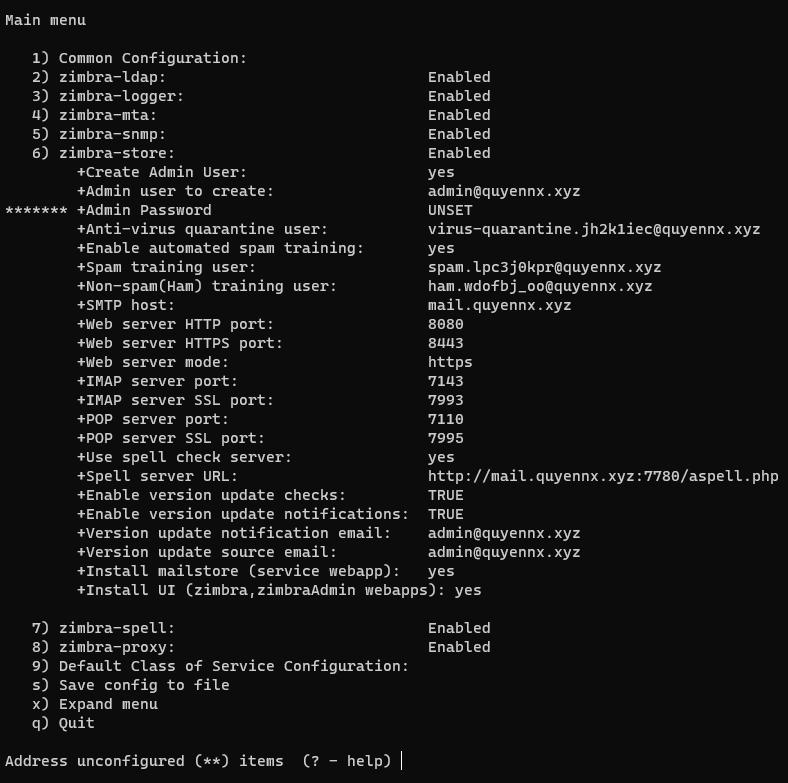 Main menu
1) Common Configuration:
2) zimbra-ldap: Enabled
3) zimbra-logger: Enabled
4) zimbra-mta: Enabled
5) zimbra-snmp: Enabled
6) zimbra-store: Enabled
+Create Admin User: yes
+Admin user to create: admin@quyennx.xyz
******* +Admin Password UNSET
+Anti-virus quarantine user: virus-quarantine.jh2k1iec@quyennx.xyz
+Enable automated spam training: yes
+Spam training user: spam.lpc3j0kpr@quyennx.xyz
+Non-spam(Ham) training user: ham.wdofbj_oo@quyennx.xyz
+SMTP host: mail.quyennx.xyz
+Web server HTTP port: 8080
+Web server HTTPS port: 8443
+Web server mode: https
+IMAP server port: 7143
+IMAP server SSL port: 7993
+POP server port: 7110
+POP server SSL port: 7995
+Use spell check server: yes
+Spell server URL: http://mail.quyennx.xyz:7780/aspell.php
+Enable version update checks: TRUE
+Enable version update notifications: TRUE
+Version update notification email: admin@quyennx.xyz
+Version update source email: admin@quyennx.xyz
+Install mailstore (service webapp): yes
+Install UI (zimbra,zimbraAdmin webapps): yes
7) zimbra-spell: Enabled
8) zimbra-proxy: Enabled
9) Default Class of Service Configuration:
s) Save config to file
x) Expand menu
q) Quit
Address unconfigured (**) items (? - help)